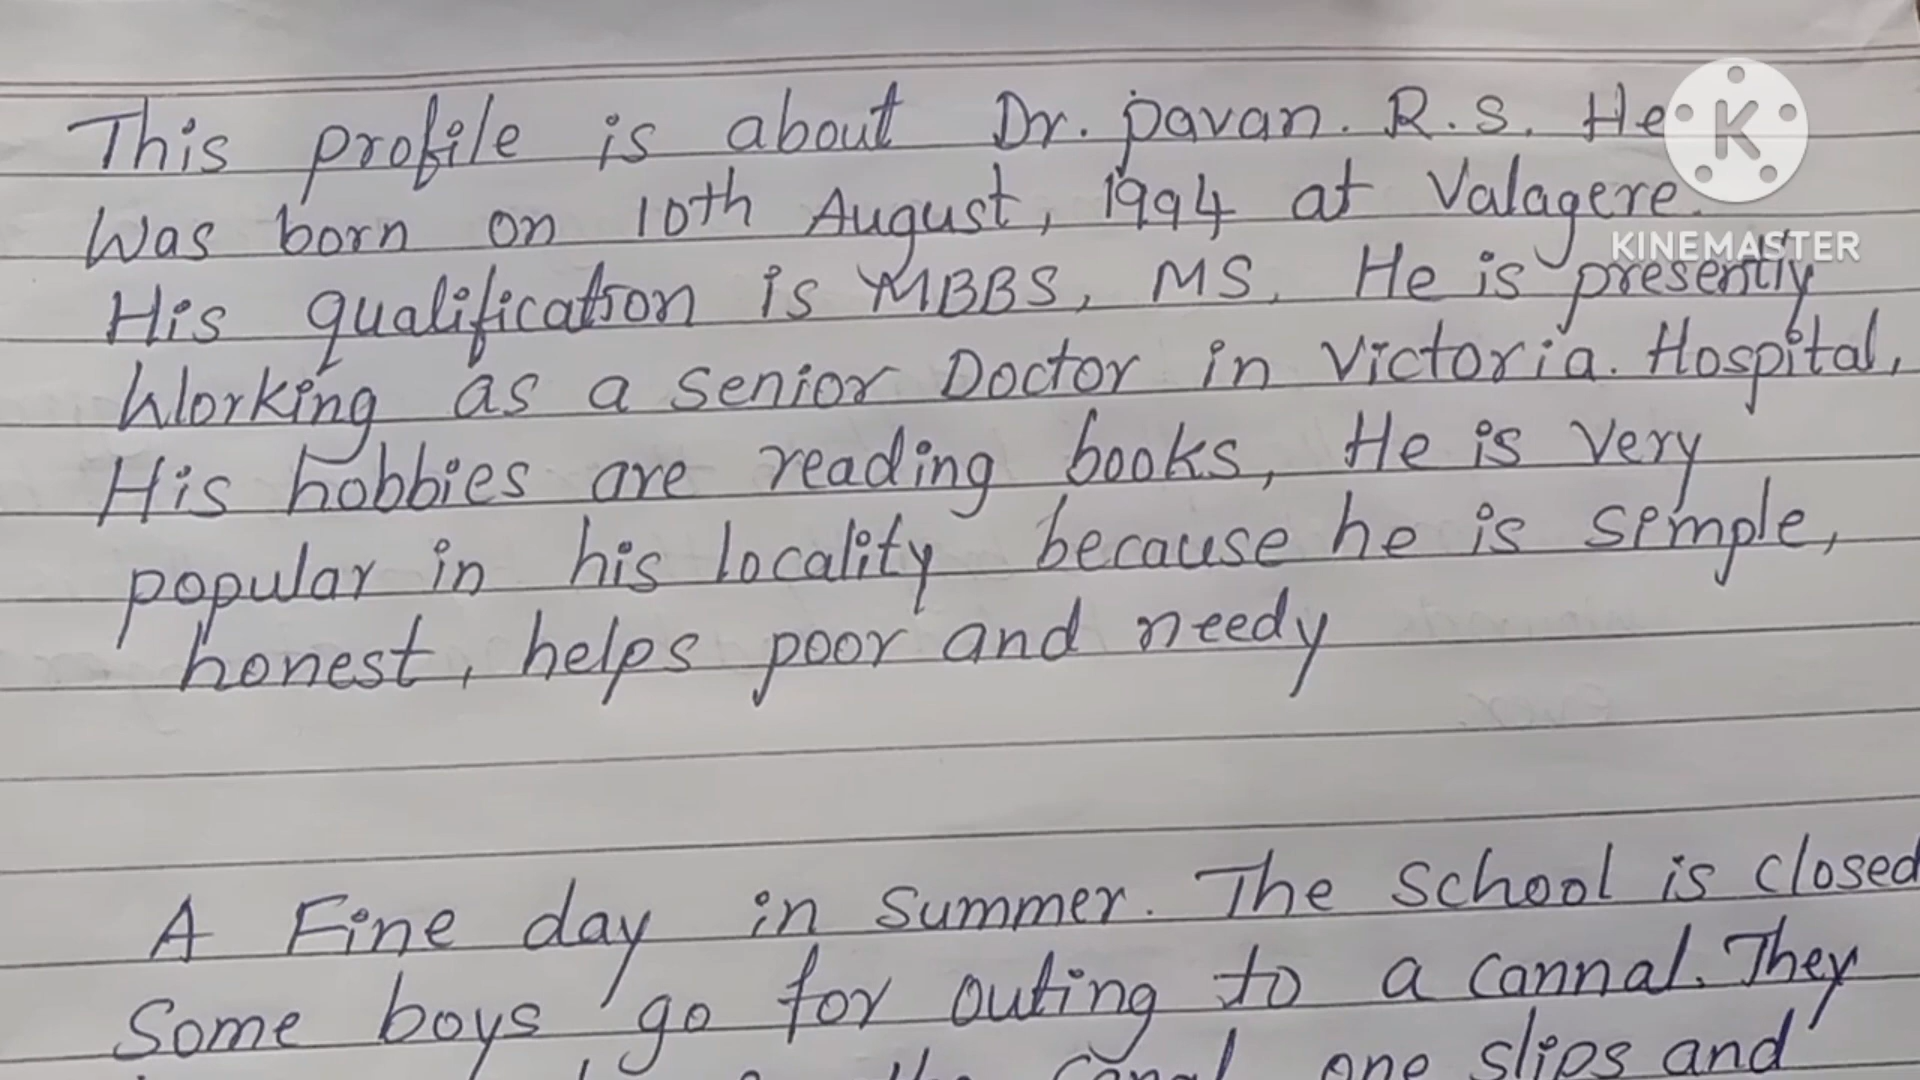 This profile is about Dr. pavan. R.S. He
Was born on 10th August, 1994 at Valagere.
His qualification is MBBS, MS. He is presently
Working as a senior Doctor in victoria. Hospital,
His hobbies are reading books, He is very
popular in his locality because he is simple,
honest, helps poor and needy
A Fine day in summer. The school is closed
Some boys go for outing to a cannal. They
the canal one slips and
K
KINEMASTER